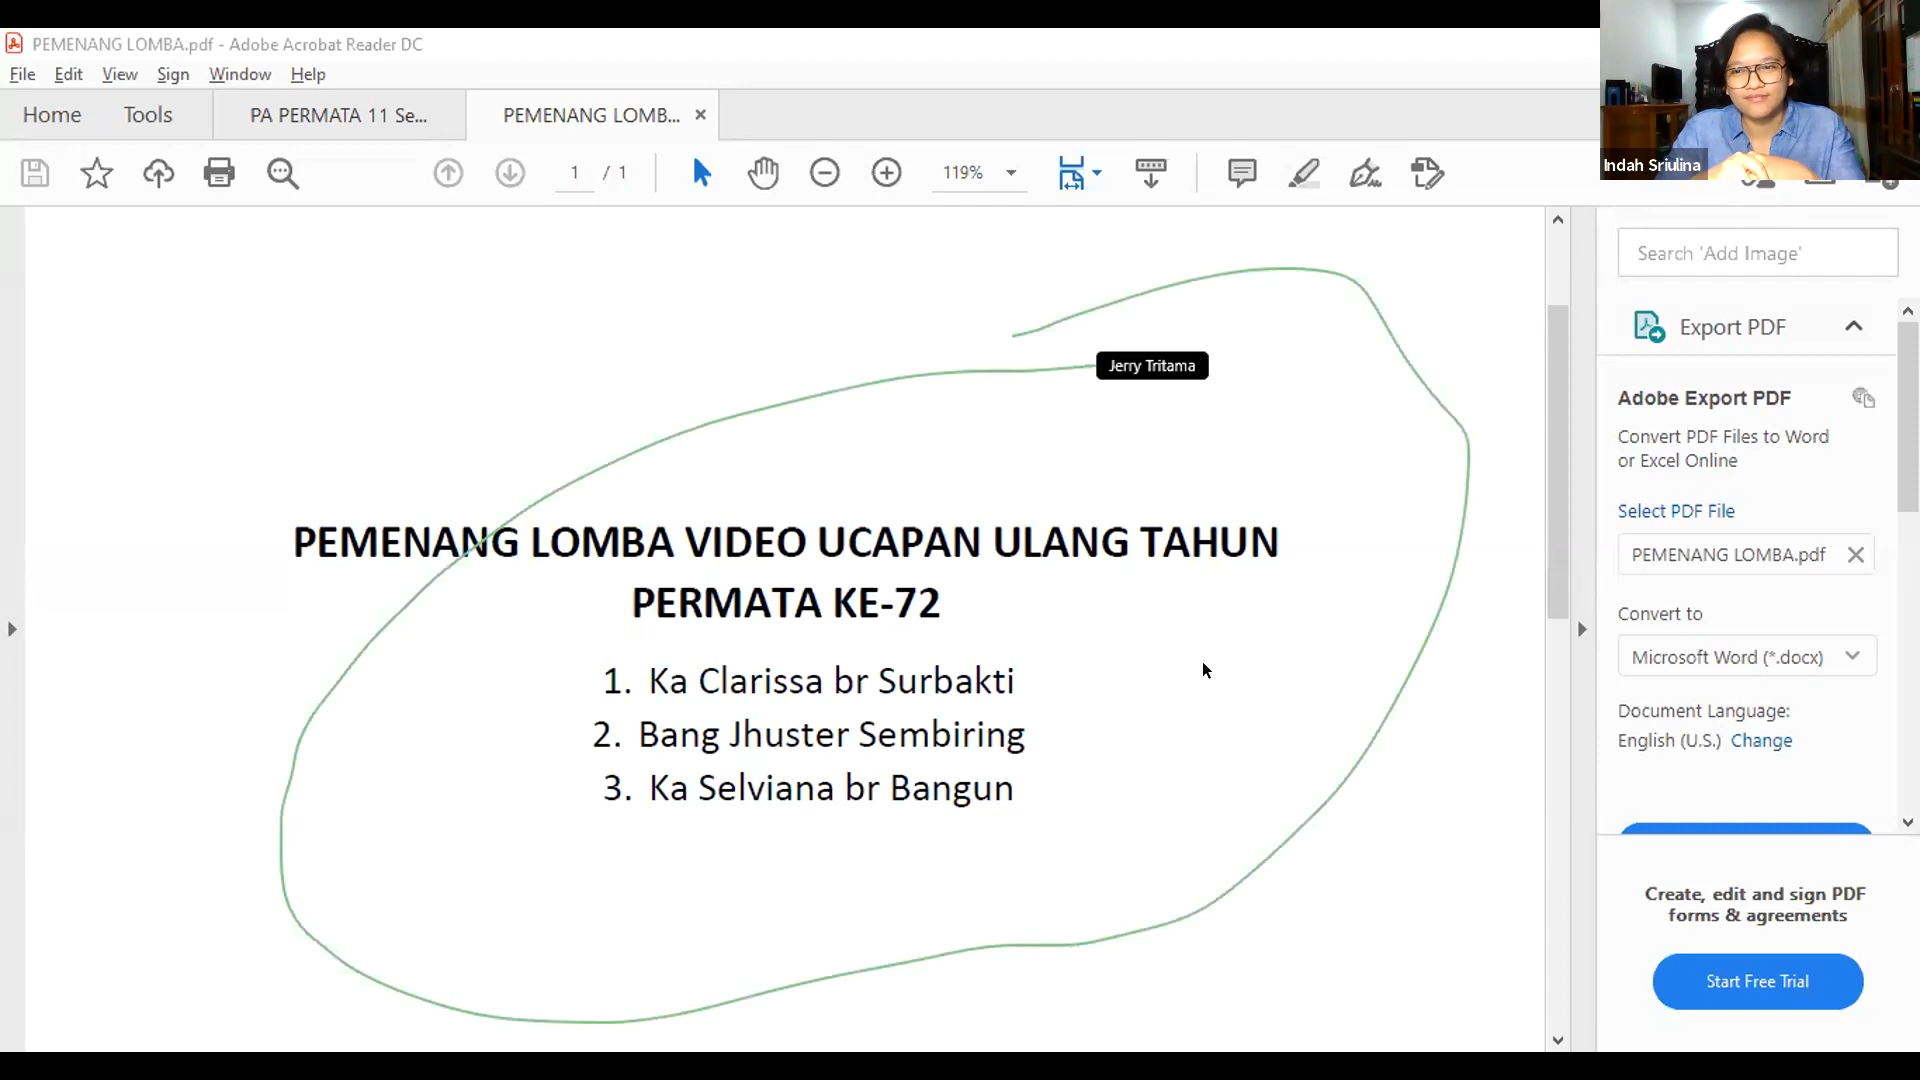 PEMENANG LOMBA.pdf - Adobe Acrobat Reader DC
File Edit View Sign Window Help
Home Tools PA PERMATA 11 Se... PEMENANG LOMB...
1 / 1 119%
Indah Sriulina
Search 'Add Image'
Export PDF
Jerry Tritama
Adobe Export PDF
Convert PDF Files to Word
or Excel Online
Select PDF File
PEMENANG LOMBA.pdf
Convert to
Microsoft Word (*.docx)
Document Language:
English (U.S.) Change
PEMENANG LOMBA VIDEO UCAPAN ULANG TAHUN
PERMATA KE-72
1. Ka Clarissa br Surbakti
2. Bang Jhuster Sembiring
3. Ka Selviana br Bangun
Create, edit and sign PDF
forms & agreements
Start Free Trial